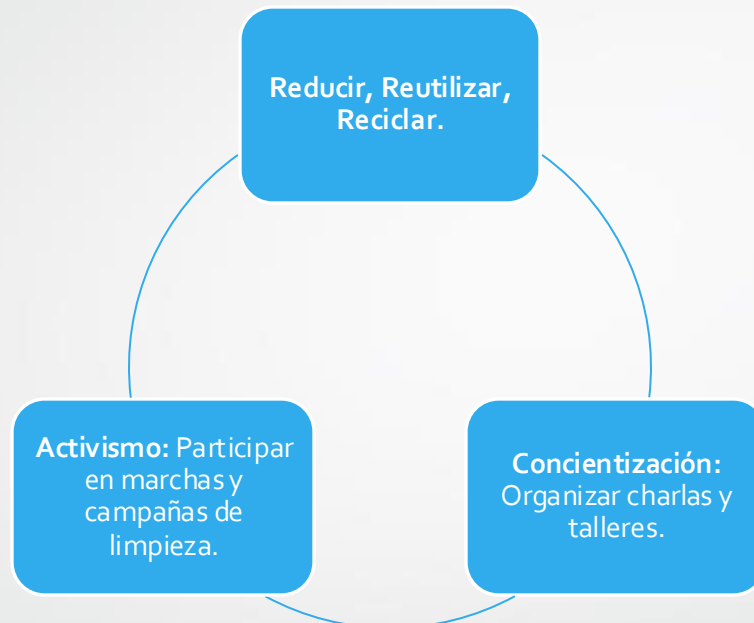 Reducir, Reutilizar,
Reciclar.
Activismo: Participar
en marchas y
campañas de
limpieza.
Concientización:
Organizar charlas y
talleres.